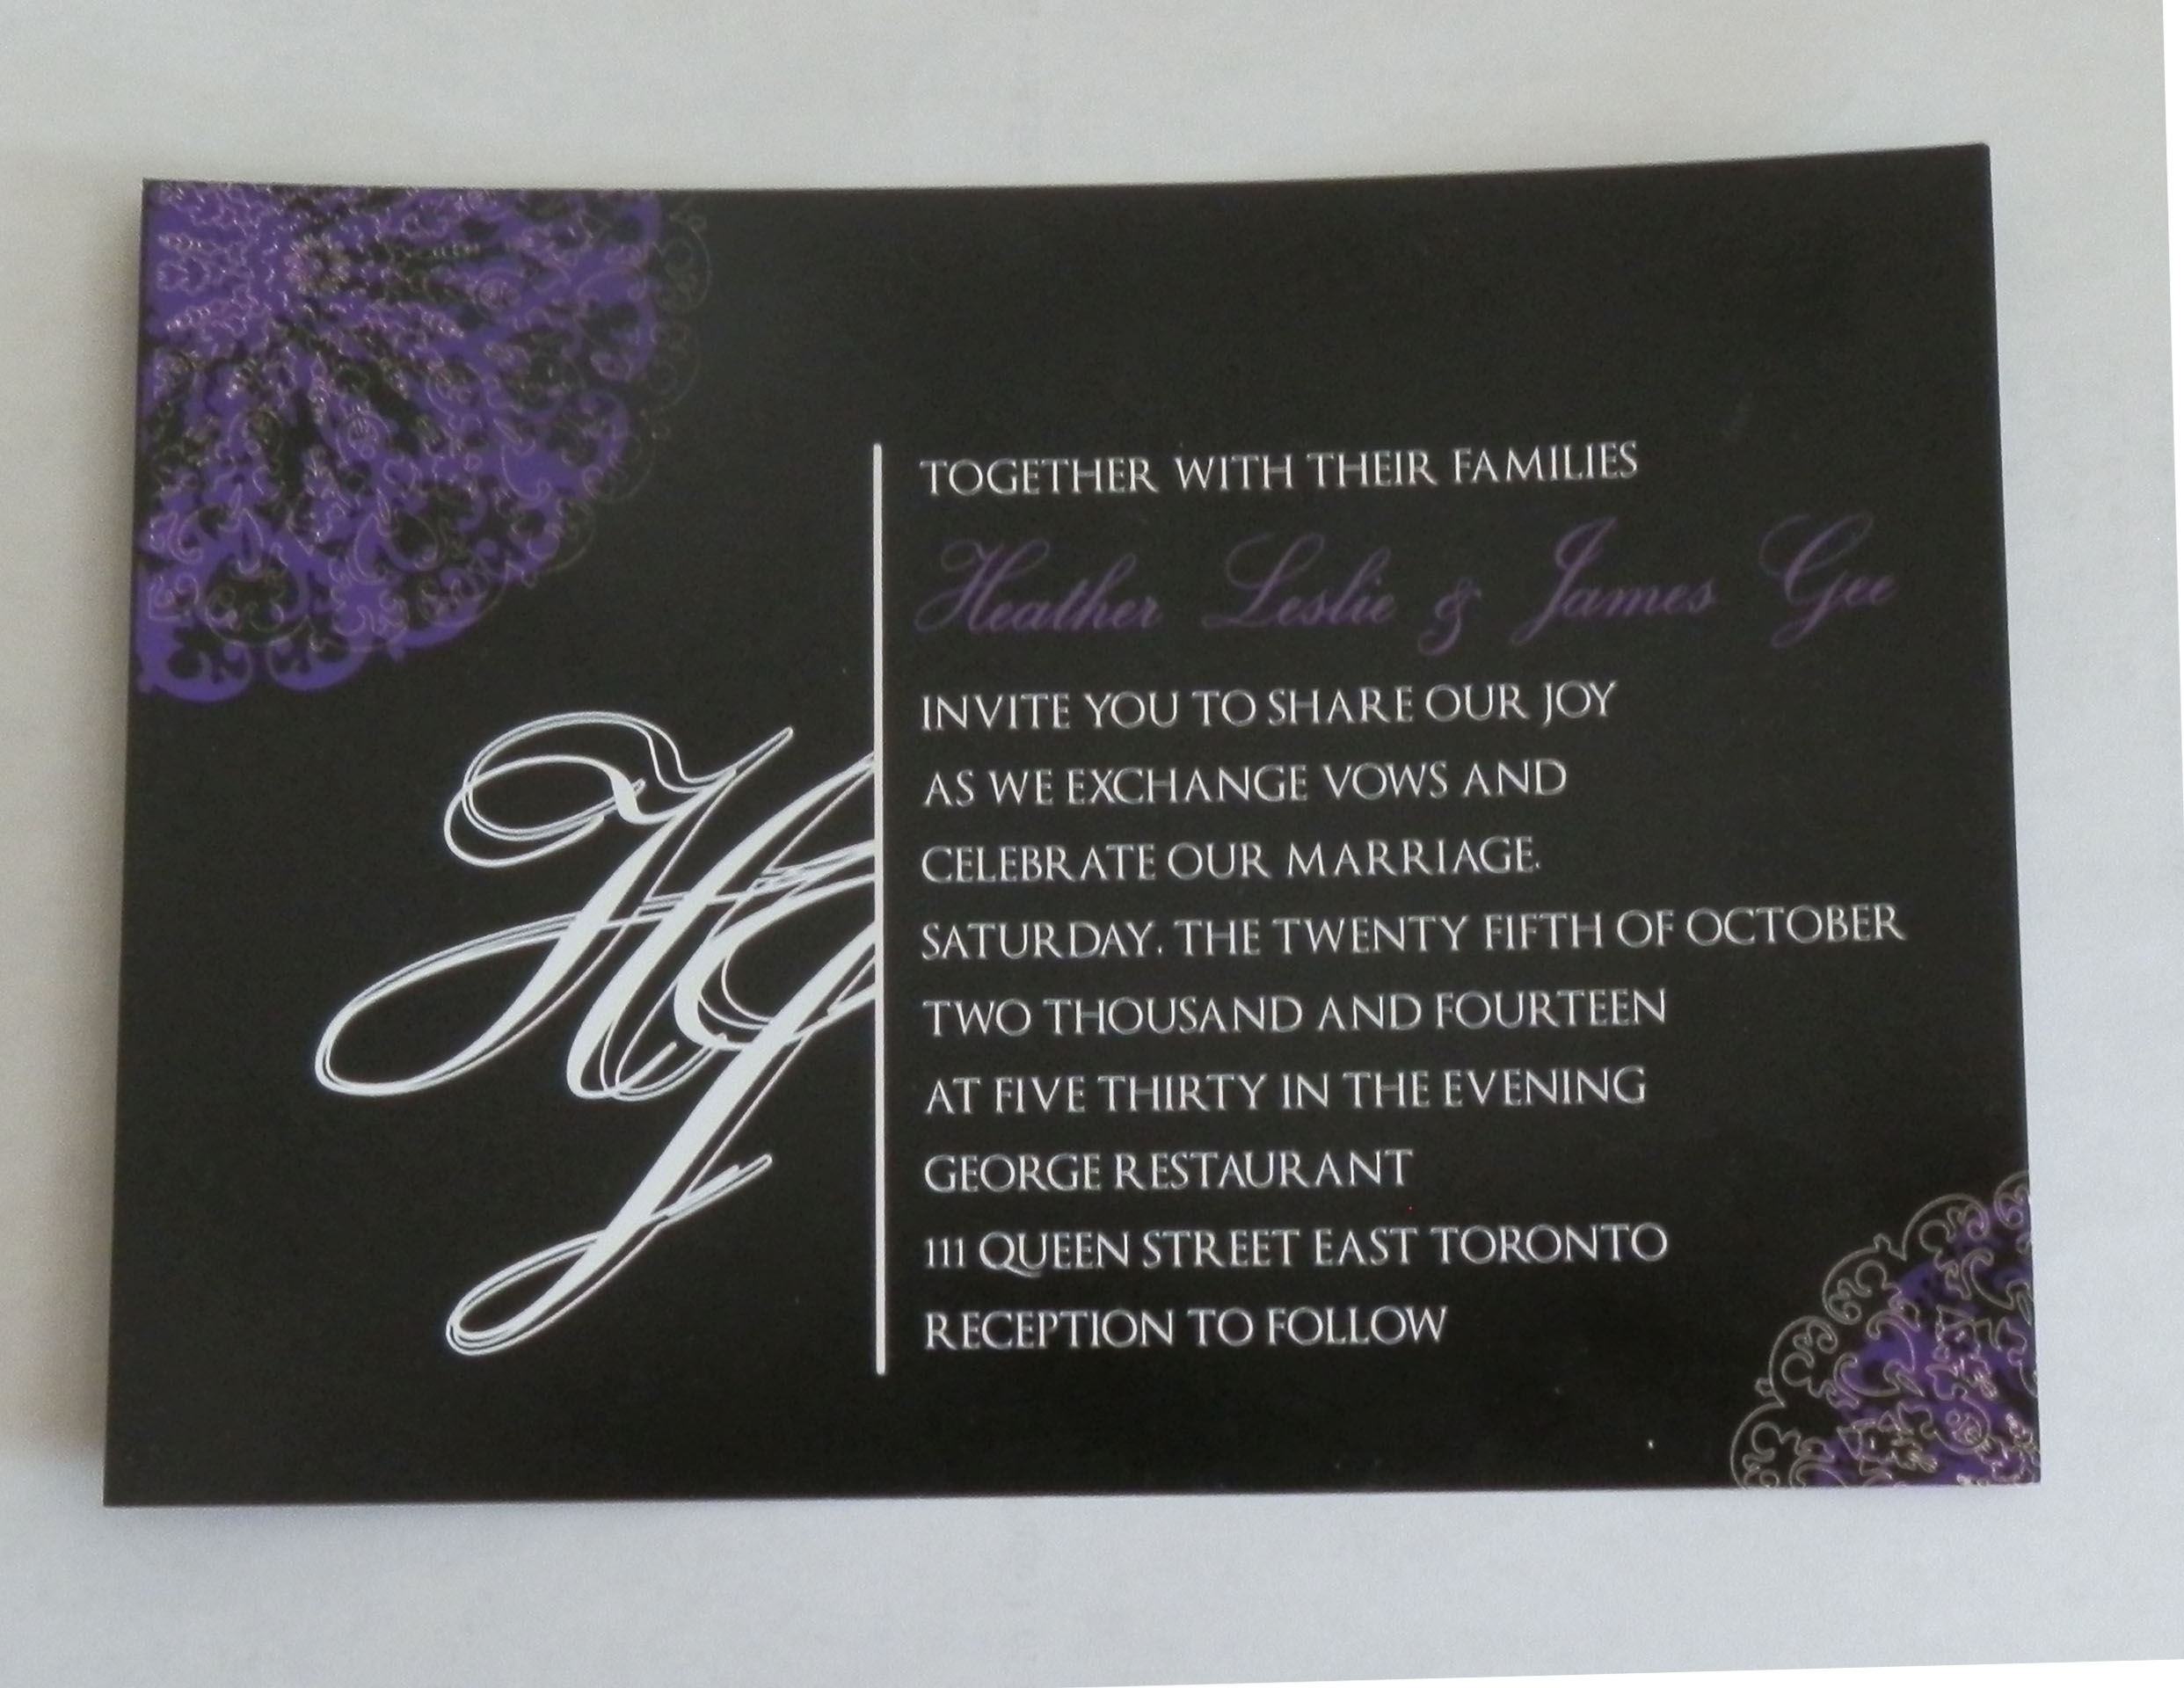 TOGETHER WITH THEIR FAMILIES
Heather Leslie & James Gee
INVITE YOU TO SHARE OUR JOY
AS WE EXCHANGE VOWS AND
CELEBRATE OUR MARRIAGE.
SATURDAY. THE TWENTY FIFTH OF OCTOBER
TWO THOUSAND AND FOURTEEN
AT FIVE THIRTY IN THE EVENING
GEORGE RESTAURANT
111 QUEEN STREET EAST TORONTO
RECEPTION TO FOLLOW
HJ